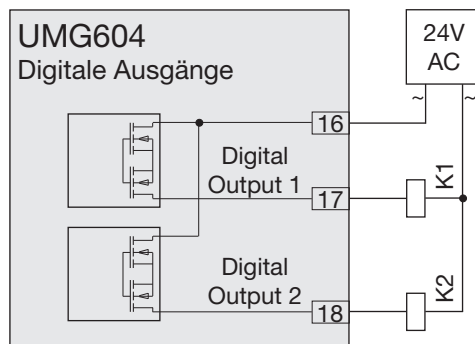 UMG604
Digitale Ausgänge
24V
AC
~ ~
16
Digital
Output 1
17
K1
Digital
Output 2
18
K2